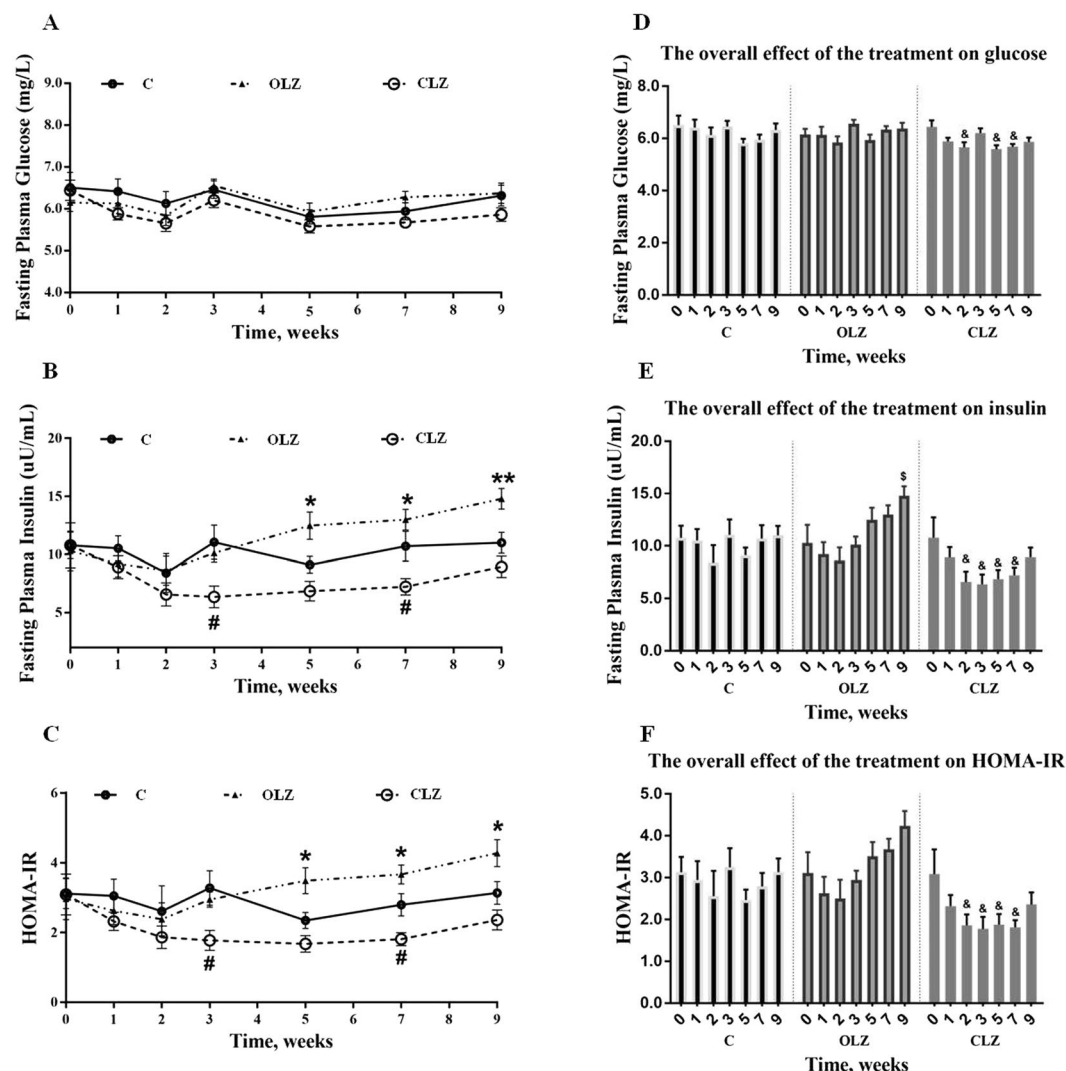 A
C OLZ CLZ
Fasting Plasma Glucose (mg/L)
9.0
8.0
7.0
6.0
5.0
4.0
0 1 2 3 4 5 6 7 8 9
Time, weeks
D
The overall effect of the treatment on glucose
Fasting Plasma Glucose (mg/L)
8.0
6.0
4.0
2.0
0.0
& & &
0 1 2 3 5 7 9 0 1 2 3 5 7 9 0 1 2 3 5 7 9
C OLZ CLZ
Time, weeks
B
C OLZ CLZ
Fasting Plasma Insulin (uU/mL)
20
15
10
5
* * **
# #
0 1 2 3 4 5 6 7 8 9
Time, weeks
E
The overall effect of the treatment on insulin
Fasting Plasma Insulin (uU/mL)
20.0
15.0
10.0
5.0
0.0
$
& & & &
0 1 2 3 5 7 9 0 1 2 3 5 7 9 0 1 2 3 5 7 9
C OLZ CLZ
Time, weeks
C
C OLZ CLZ
HOMA-IR
6
4
2
0
* * *
# #
0 1 2 3 4 5 6 7 8 9
Time, weeks
F
The overall effect of the treatment on HOMA-IR
HOMA-IR
5.0
4.0
3.0
2.0
1.0
0.0
& & & &
0 1 2 3 5 7 9 0 1 2 3 5 7 9 0 1 2 3 5 7 9
C OLZ CLZ
Time, weeks